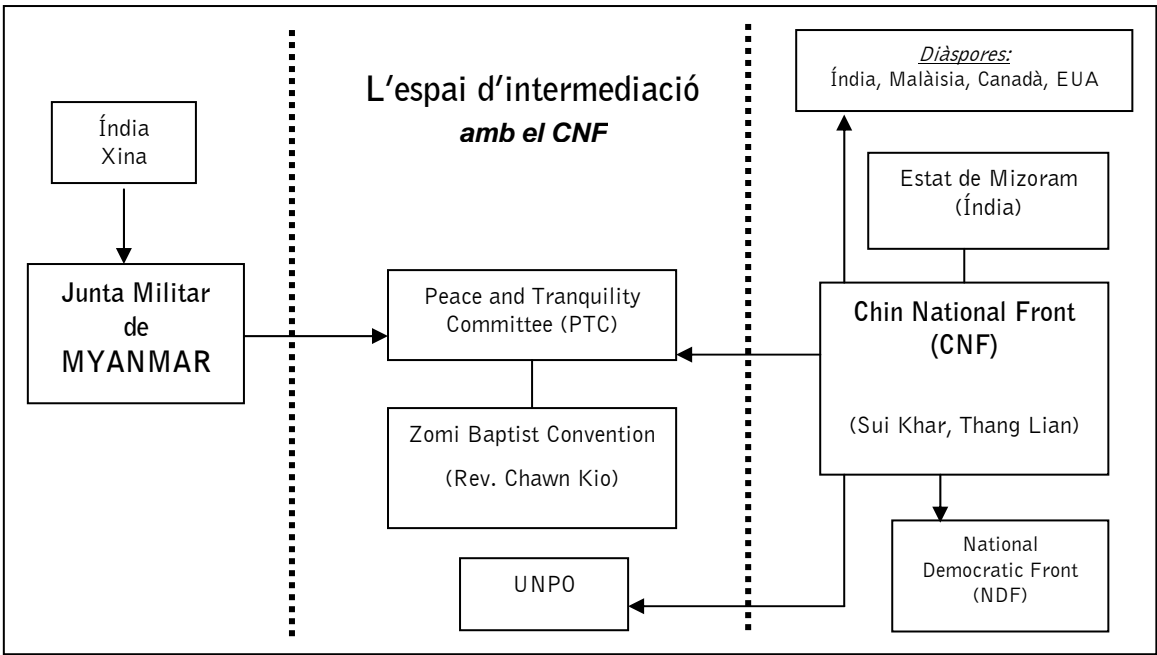 Índia
Xina
Junta Militar
de
MYANMAR
L'espai d'intermediació
amb el CNF
Peace and Tranquility
Committee (PTC)
Zomi Baptist Convention
(Rev. Chawn Kio)
UNPO
Diàspores:
Índia, Malàisia, Canadà, EUA
Estat de Mizoram
(Índia)
Chin National Front
(CNF)
(Sui Khar, Thang Lian)
National
Democratic Front
(NDF)